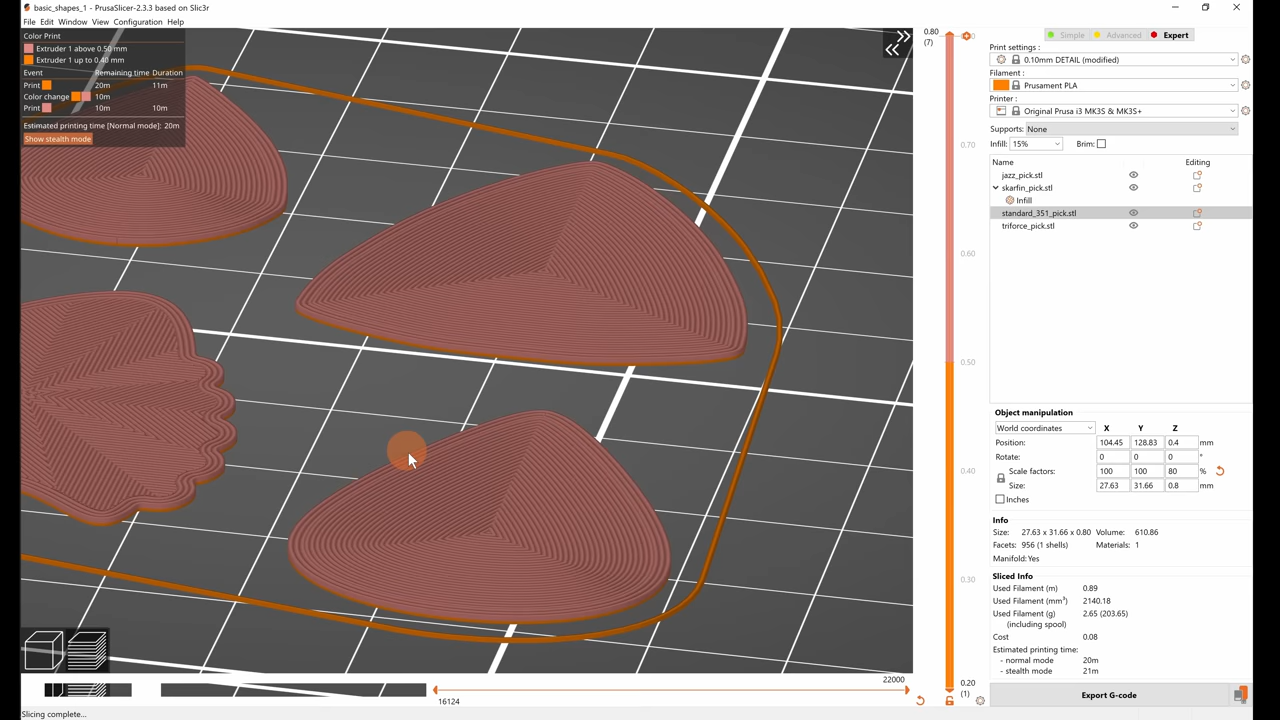 basic_shapes_1 - PrusaSlicer-2.3.3 based on Slic3r
File Edit Window View Configuration Help
Color Print
Extruder 1 above 0.50 mm
Extruder 1 up to 0.40 mm
Event Remaining time Duration
Print 20m 11m
Color change 10m
Print 10m 10m
Estimated printing time [Normal mode]: 20m
Show stealth mode
0.80
(7)
0.70
0.60
0.50
0.40
0.30
0.20
(1)
22000
16124
Simple Advanced Expert
Print settings :
0.10mm DETAIL (modified)
Filament :
Prusament PLA
Printer :
Original Prusa i3 MK3S & MK3S+
Supports: None
Infill: 15% Brim:
Name Editing
jazz_pick.stl
skarfin_pick.stl
Infill
standard_351_pick.stl
triforce_pick.stl
Object manipulation
World coordinates X Y Z
Position: 104.45 128.83 0.4 mm
Rotate: 0 0 0 °
Scale factors: 100 100 80 %
Size: 27.63 31.66 0.8 mm
Inches
Info
Size: 27.63 x 31.66 x 0.80 Volume: 610.86
Facets: 956 (1 shells) Materials: 1
Manifold: Yes
Sliced Info
Used Filament (m) 0.89
Used Filament (mm³) 2140.18
Used Filament (g) 2.65 (203.65)
(including spool)
Cost 0.08
Estimated printing time:
- normal mode 20m
- stealth mode 21m
Export G-code
Slicing complete...